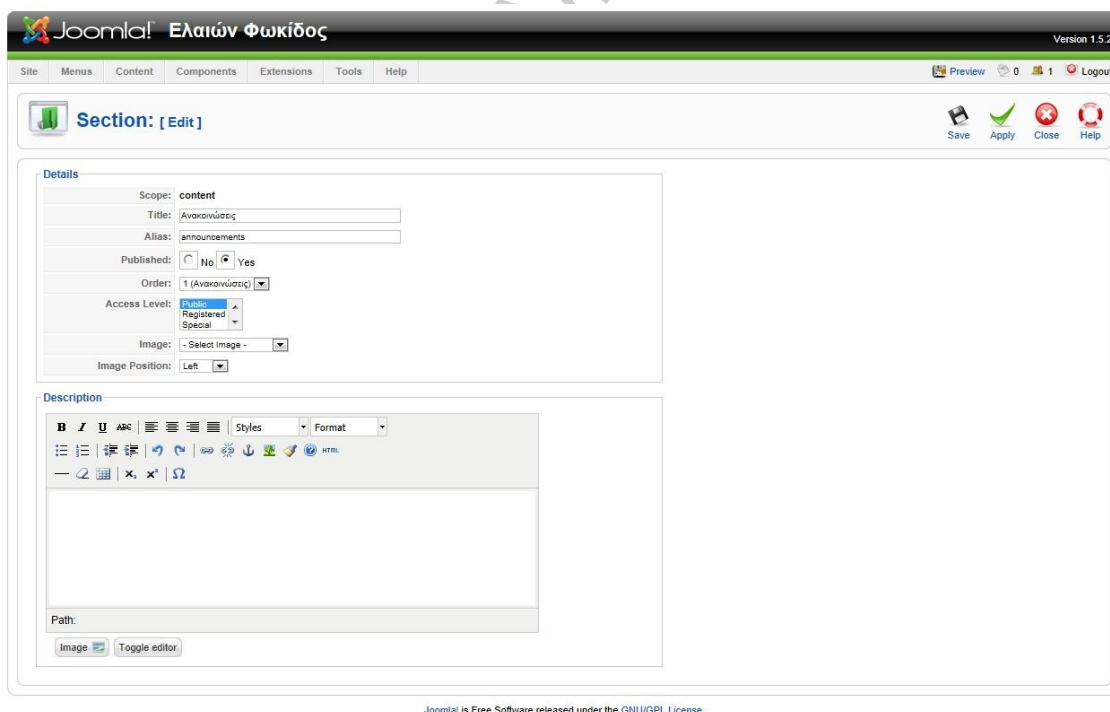 Joomla! Ελαιών Φωκίδος
Version 1.5.2
Site Menus Content Components Extensions Tools Help Preview 0 1 Logout
Section: [ Edit ]
Save Apply Close Help
Details
Scope: content
Title: Ανακοινώσεις
Alias: announcements
Published: No Yes
Order: 1 (Ανακοινώσεις)
Access Level: Public
Registered
Special
Image: - Select Image -
Image Position: Left
Description
B I U ABC Styles Format
HTML
x₂ x² Ω
Path:
Image Toggle editor
Joomla! is Free Software released under the GNU/GPL License.